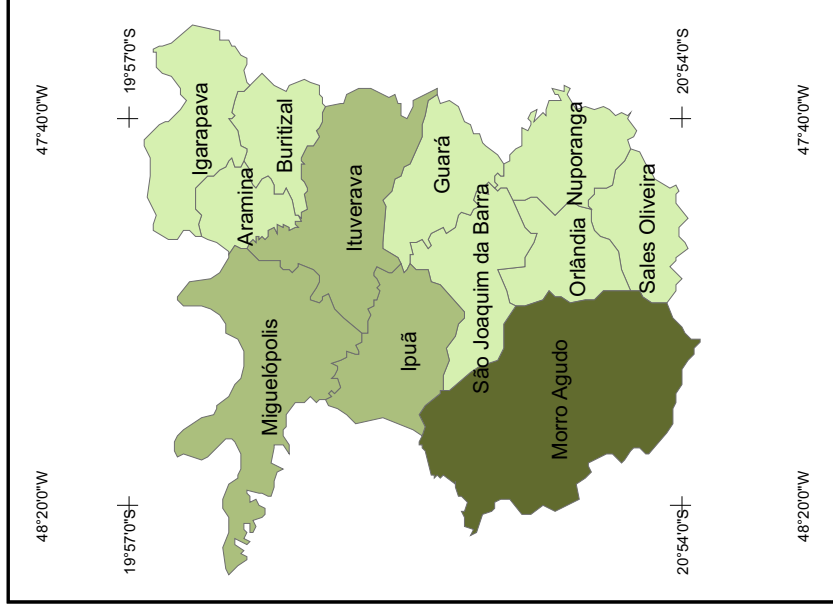 48°20'0"W
47°40'0"W
19°57'0"S
19°57'0"S
Igarapava
Aramina
Buritizal
Miguelópolis
Ituverava
Guará
Ipuã
São Joaquim da Barra
Nuporanga
Orlândia
Morro Agudo
Sales Oliveira
20°54'0"S
20°54'0"S
48°20'0"W
47°40'0"W